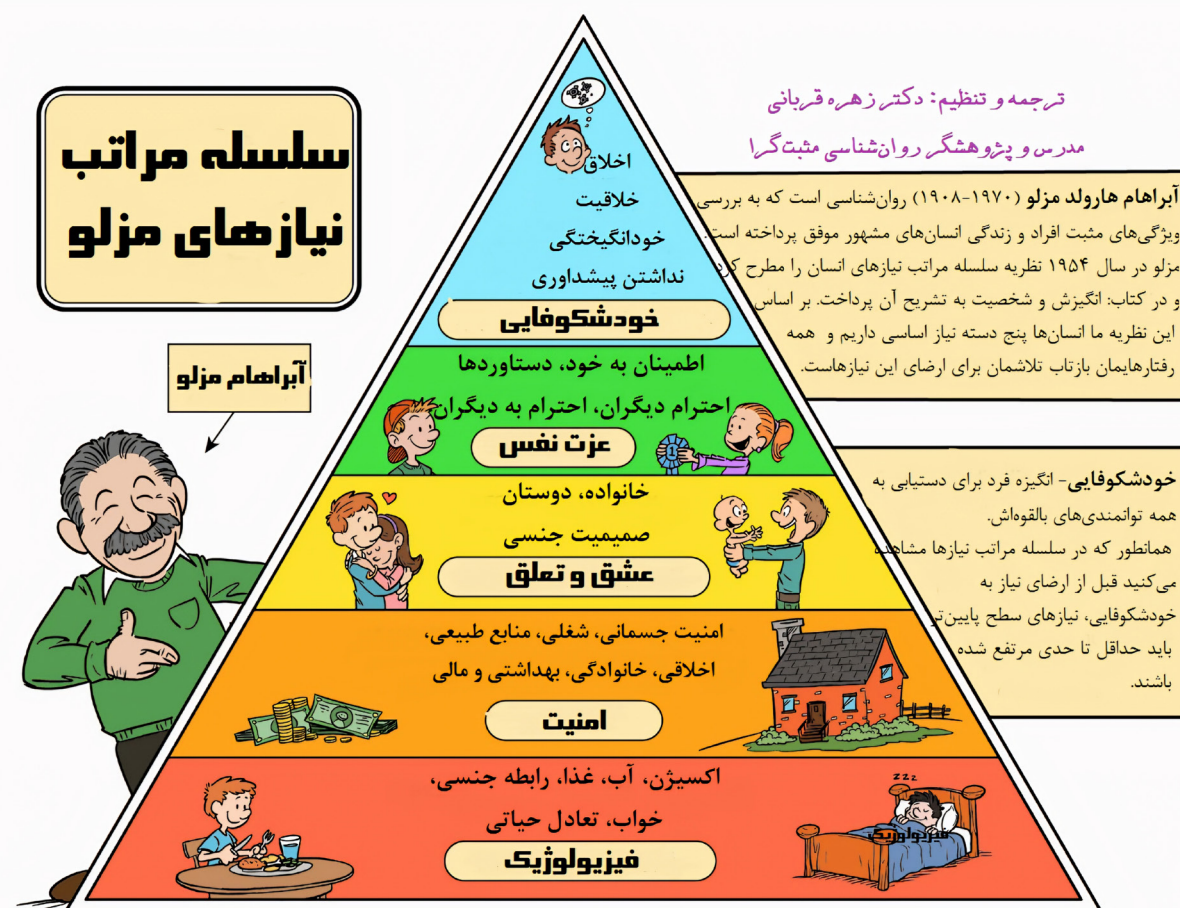 سلسله مراتب
نیازهای مزلو
آبراهام مزلو
ترجمه و تنظیم: دکتر زهره قربانی
مدرس و پژوهشگر روان‌شناسی مثبت‌گرا
آبراهام هارولد مزلو (۱۹۷۰-۱۹۰۸) روان‌شناسی است که به بررسی
ویژگی‌های مثبت افراد و زندگی انسان‌های مشهور موفق پرداخته است.
مزلو در سال ۱۹۵۴ نظریه سلسله مراتب نیازهای انسان را مطرح کرد
و در کتاب: انگیزش و شخصیت به تشریح آن پرداخت. بر اساس
این نظریه ما انسان‌ها پنج دسته نیاز اساسی داریم و همه
رفتارهایمان بازتاب تلاشمان برای ارضای این نیازهاست.
خودشکوفایی- انگیزه فرد برای دستیابی به
همه توانمندی‌های بالقوه‌اش.
همانطور که در سلسله مراتب نیازها مشاهده
می‌کنید قبل از ارضای نیاز به
خودشکوفایی، نیازهای سطح پایین‌تر
باید حداقل تا حدی مرتفع شده
باشند.
اخلاق
خلاقیت
خودانگیختگی
نداشتن پیشداوری
خودشکوفایی
اطمینان به خود، دستاوردها
احترام دیگران، احترام به دیگران
عزت نفس
1
خانواده، دوستان
صمیمیت جنسی
عشق و تعلق
امنیت جسمانی، شغلی، منابع طبیعی،
اخلاقی، خانوادگی، بهداشتی و مالی
امنیت
اکسیژن، آب، غذا، رابطه جنسی،
خواب، تعادل حیاتی
فیزیولوژیک
zzz
فیزیولوژیک